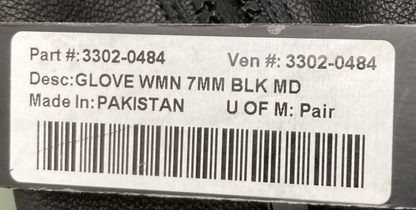 Part #:3302-0484 Ven #: 3302-0484
Desc:GLOVE WMN 7MM BLK MD
Made In:PAKISTAN U OF M: Pair